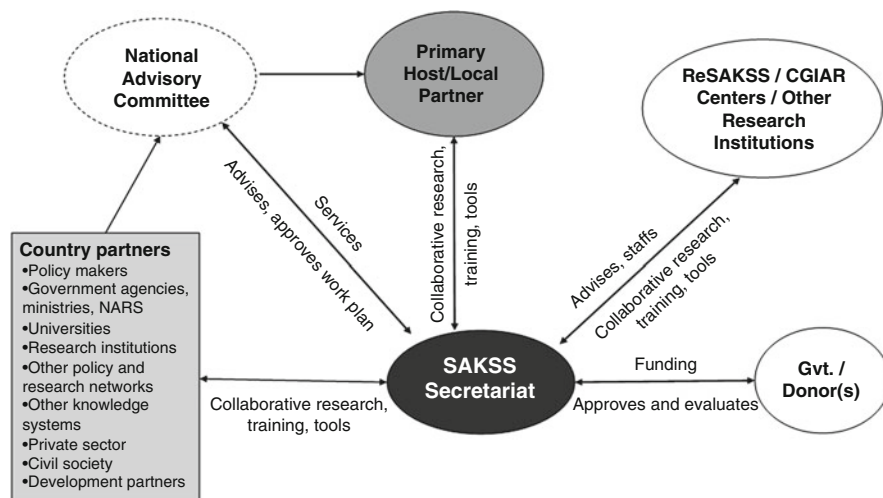 National
Advisory
Committee
Primary
Host/Local
Partner
ReSAKSS / CGIAR
Centers / Other
Research
Institutions
Services
Advises, approves work plan
Collaborative research,
training, tools
Advises, staffs
Collaborative research,
training, tools
Country partners
•Policy makers
•Government agencies,
ministries, NARS
•Universities
•Research institutions
•Other policy and
research networks
•Other knowledge
systems
•Private sector
•Civil society
•Development partners
Collaborative research,
training, tools
SAKSS
Secretariat
Funding
Approves and evaluates
Gvt. /
Donor(s)